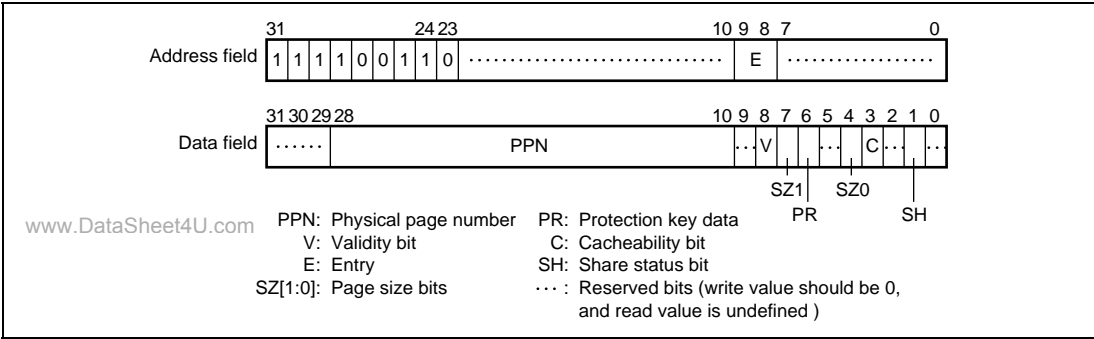 31 24 23 10 9 8 7 0
Address field 1 1 1 1 0 0 1 1 0 ⋯ E ⋯
31 30 29 28 10 9 8 7 6 5 4 3 2 1 0
Data field ⋯ PPN ⋯ V ⋯ C ⋯ ⋯
SZ1 SZ0
PR SH
www.DataSheet4U.com
PPN: Physical page number PR: Protection key data
V: Validity bit C: Cacheability bit
E: Entry SH: Share status bit
SZ[1:0]: Page size bits ⋯ : Reserved bits (write value should be 0,
and read value is undefined )